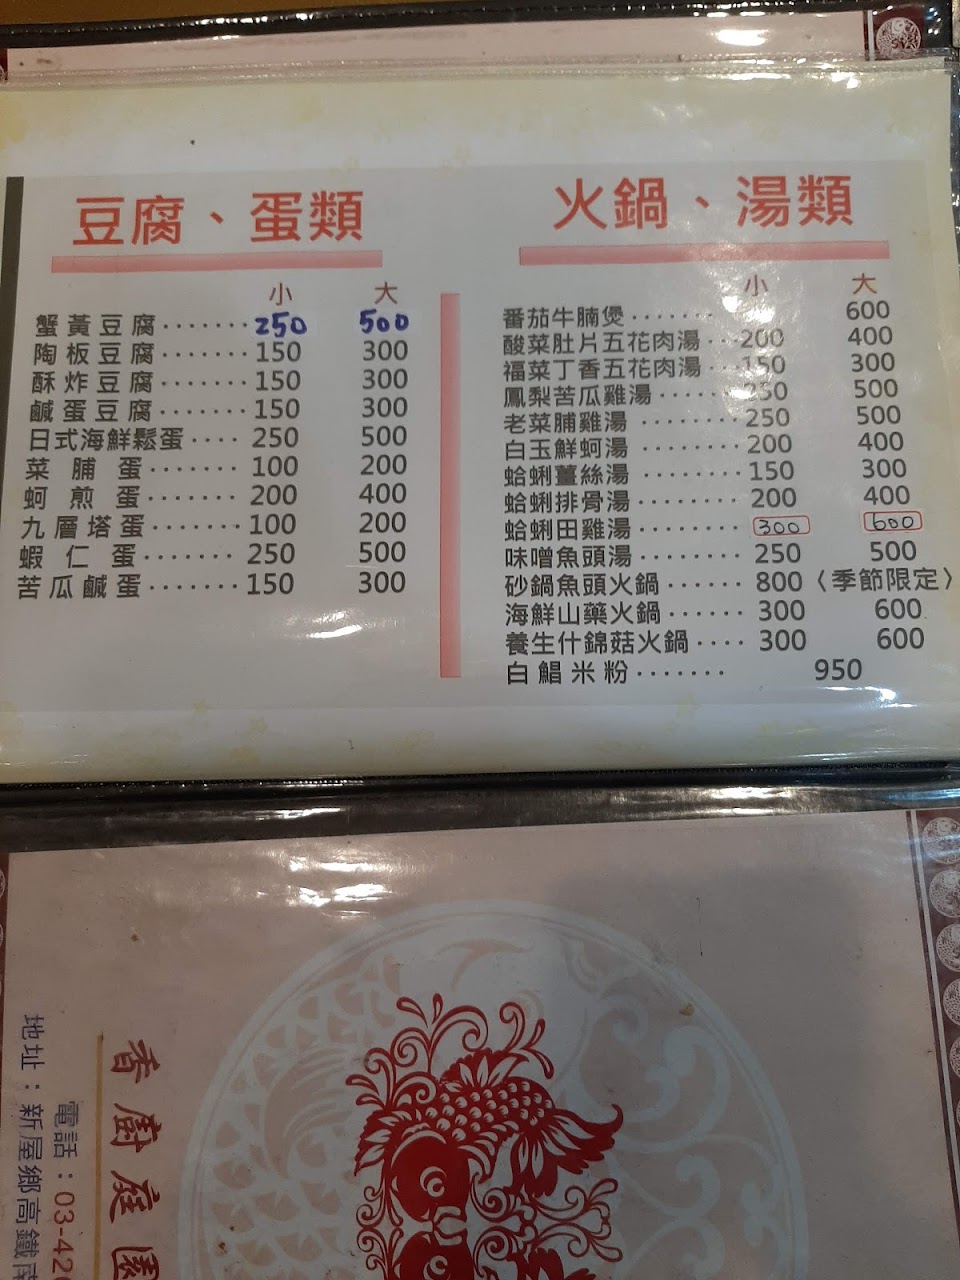 豆腐、蛋類
小 大
蟹黃豆腐········250 500
陶板豆腐·······150 300
酥炸豆腐·······150 300
鹹蛋豆腐·······150 300
日式海鮮鬆蛋····250 500
菜脯蛋·······100 200
蚵煎蛋·······200 400
九層塔蛋·······100 200
蝦仁蛋·······250 500
苦瓜鹹蛋·······150 300
火鍋、湯類
小 大
番茄牛腩煲······· 600
酸菜肚片五花肉湯···200 400
福菜丁香五花肉湯···150 300
鳳梨苦瓜雞湯·····250 500
老菜脯雞湯········250 500
白玉鮮蚵湯·······200 400
蛤蜊薑絲湯·······150 300
蛤蜊排骨湯·······200 400
蛤蜊田雞湯········300 600
味噌魚頭湯········250 500
砂鍋魚頭火鍋······800〈季節限定〉
海鮮山藥火鍋······300 600
養生什錦菇火鍋····300 600
白鯧米粉······· 950
香廚庭園
電話：03-426
地址：新屋鄉高鐵南